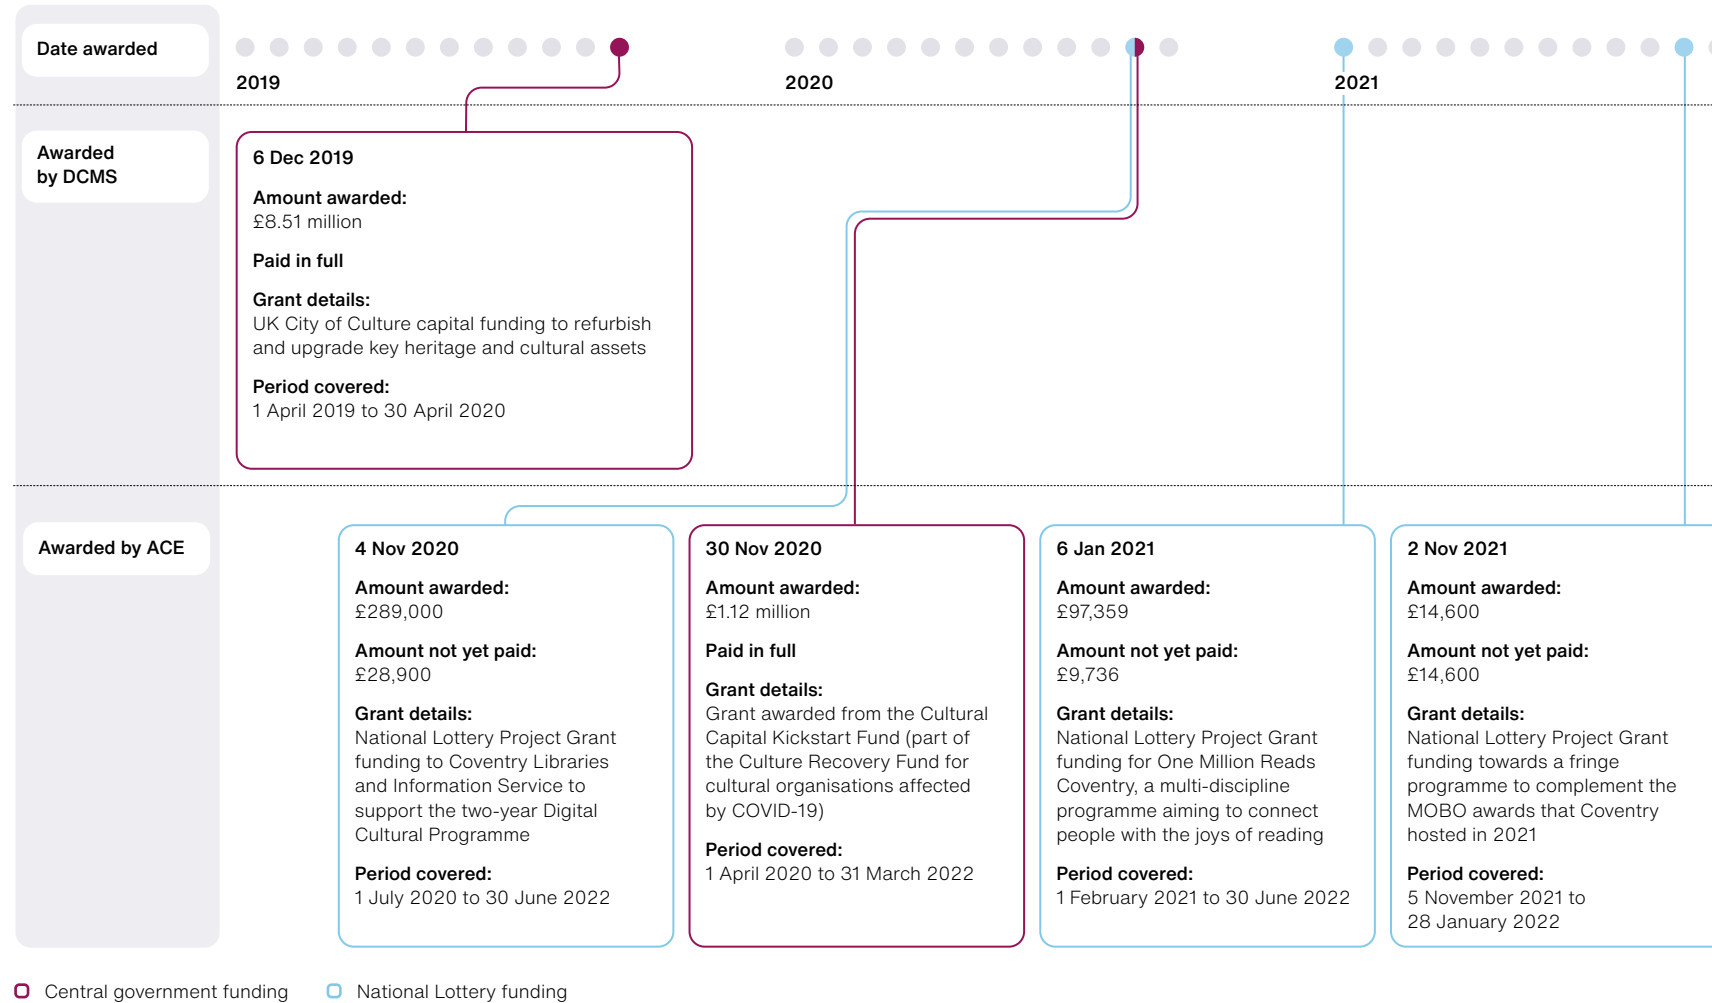 Date awarded
2019
2020
2021
Awarded
by DCMS
6 Dec 2019
Amount awarded:
£8.51 million
Paid in full
Grant details:
UK City of Culture capital funding to refurbish
and upgrade key heritage and cultural assets
Period covered:
1 April 2019 to 30 April 2020
Awarded by ACE
4 Nov 2020
Amount awarded:
£289,000
Amount not yet paid:
£28,900
Grant details:
National Lottery Project Grant
funding to Coventry Libraries
and Information Service to
support the two-year Digital
Cultural Programme
Period covered:
1 July 2020 to 30 June 2022
30 Nov 2020
Amount awarded:
£1.12 million
Paid in full
Grant details:
Grant awarded from the Cultural
Capital Kickstart Fund (part of
the Culture Recovery Fund for
cultural organisations affected
by COVID-19)
Period covered:
1 April 2020 to 31 March 2022
6 Jan 2021
Amount awarded:
£97,359
Amount not yet paid:
£9,736
Grant details:
National Lottery Project Grant
funding for One Million Reads
Coventry, a multi-discipline
programme aiming to connect
people with the joys of reading
Period covered:
1 February 2021 to 30 June 2022
2 Nov 2021
Amount awarded:
£14,600
Amount not yet paid:
£14,600
Grant details:
National Lottery Project Grant
funding towards a fringe
programme to complement the
MOBO awards that Coventry
hosted in 2021
Period covered:
5 November 2021 to
28 January 2022
Central government funding
National Lottery funding